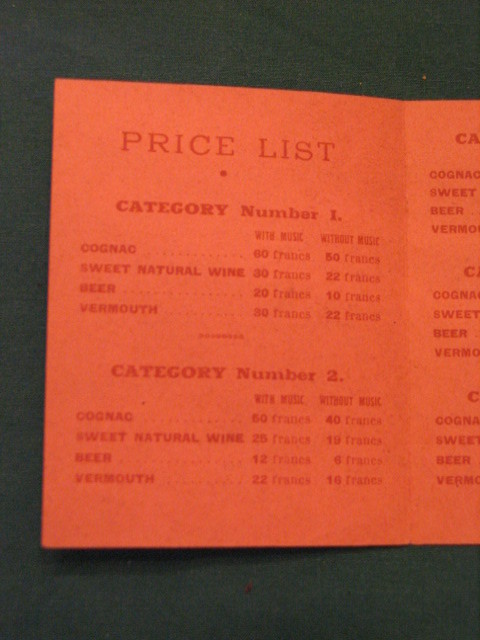 PRICE LIST
CATEGORY Number 1.
WITH MUSIC WITHOUT MUSIC
COGNAC ............. 60 francs 50 francs
SWEET NATURAL WINE 30 francs 22 francs
BEER ................ 20 francs 10 francs
VERMOUTH .......... 30 francs 22 francs
CATEGORY Number 2.
WITH MUSIC WITHOUT MUSIC
COGNAC ............. 50 francs 40 francs
SWEET NATURAL WINE 25 francs 19 francs
BEER ................ 12 francs 6 francs
VERMOUTH .......... 22 francs 16 francs
CA
COGNAC
SWEET
BEER
VERMOU
CA
COGNAC
SWEET
BEER
VERMO
C
COGNA
SWEET
BEER
VERMO